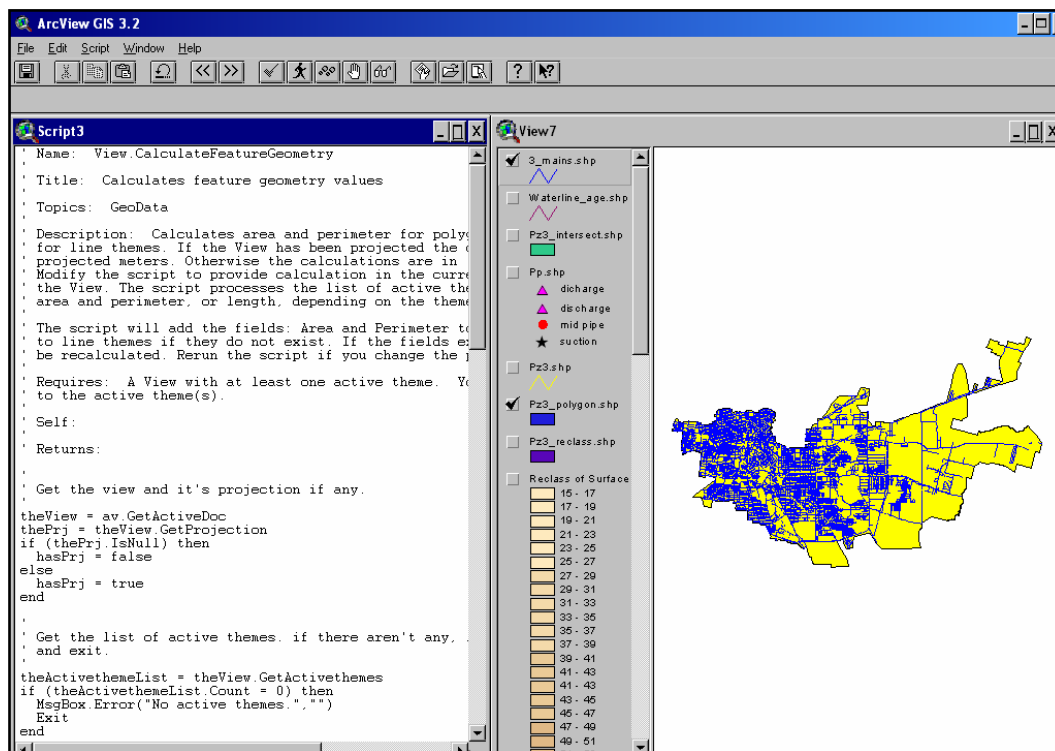 ArcView GIS 3.2
File Edit Script Window Help
Script3
' Name: View.CalculateFeatureGeometry
'
' Title: Calculates feature geometry values
'
' Topics: GeoData
'
' Description: Calculates area and perimeter for
' for line themes. If the View has been projected the
' projected meters. Otherwise the calculations are in
' Modify the script to provide calculation in the
' the View. The script processes the list of active
' area and perimeter, or length, depending on the
'
' The script will add the fields: Area and Perimeter
' to line themes if they do not exist. If the fields
' be recalculated. Rerun the script if you change the
'
' Requires: A View with at least one active theme.
' to the active theme(s).
'
' Self:
'
' Returns:
'
'
' Get the view and it's projection if any.
'
theView = av.GetActiveDoc
thePrj = theView.GetProjection
if (thePrj.IsNull) then
hasPrj = false
else
hasPrj = true
end
'
' Get the list of active themes. if there aren't any,
' and exit.
'
theActivethemeList = theView.GetActivethemes
if (theActivethemeList.Count = 0) then
MsgBox.Error("No active themes.","")
Exit
end
View7
3_mains.shp
Waterline_age.shp
Pz3_intersect.shp
Pp.shp
dicharge
discharge
mid pipe
suction
Pz3.shp
Pz3_polygon.shp
Pz3_reclass.shp
Reclass of Surface
15 - 17
17 - 19
19 - 21
21 - 23
23 - 25
25 - 27
27 - 29
29 - 31
31 - 33
33 - 35
35 - 37
37 - 39
39 - 41
41 - 43
41 - 43
43 - 45
45 - 47
47 - 49
49 - 51